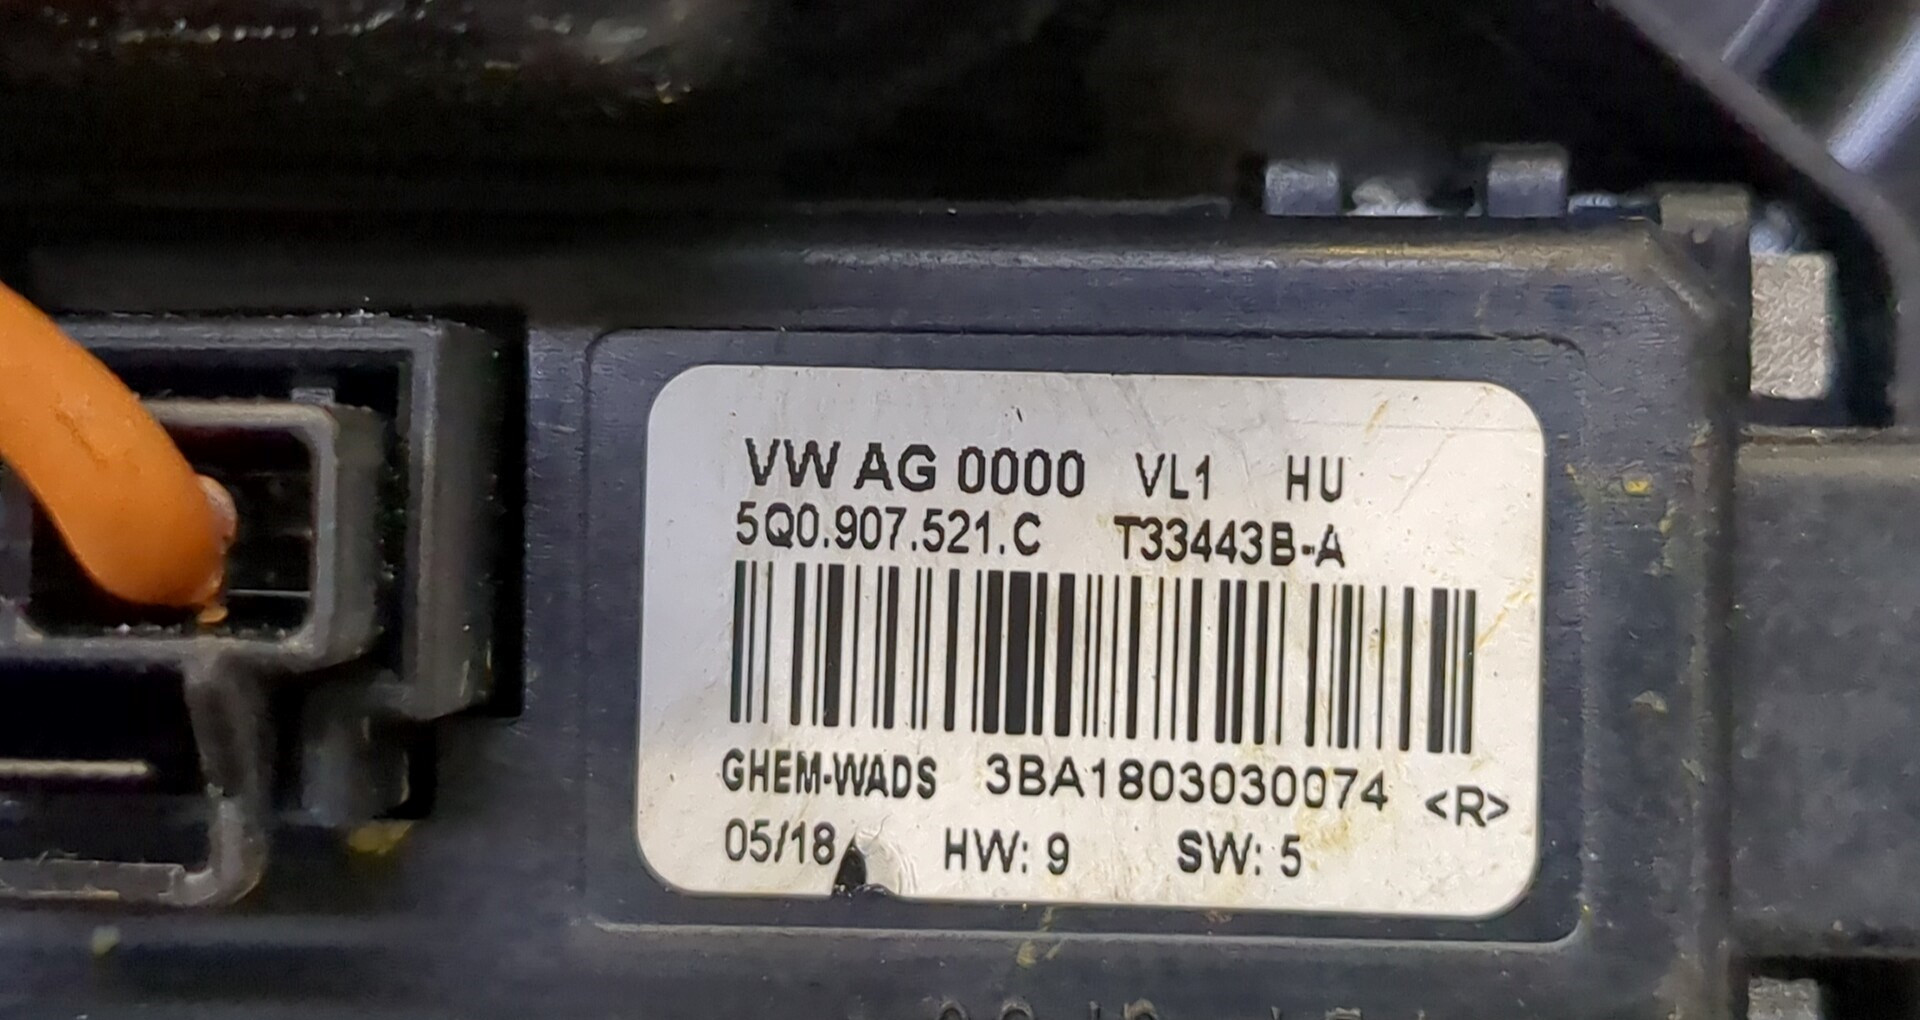 VW AG 0000 VL1 HU
5Q0.907.521.C T33443B-A
GHEM-WADS 3BA1803030074 <R>
05/18 HW: 9 SW: 5